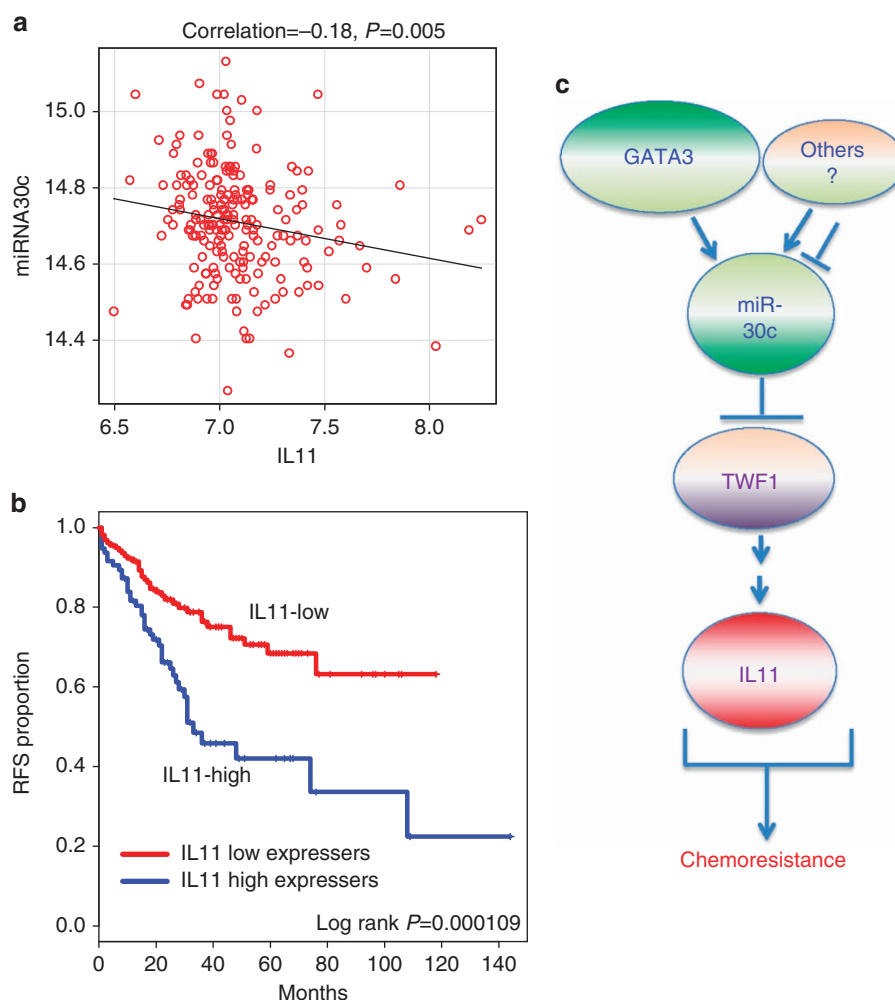 a
Correlation=–0.18, P=0.005
miRNA30c
15.0
14.8
14.6
14.4
6.5 7.0 7.5 8.0
IL11
b
RFS proportion
1.0
0.8
0.6
0.4
0.2
0.0
IL11-low
IL11-high
IL11 low expressers
IL11 high expressers
Log rank P=0.000109
0 20 40 60 80 100 120 140
Months
c
GATA3
Others
?
miR-
30c
TWF1
IL11
Chemoresistance